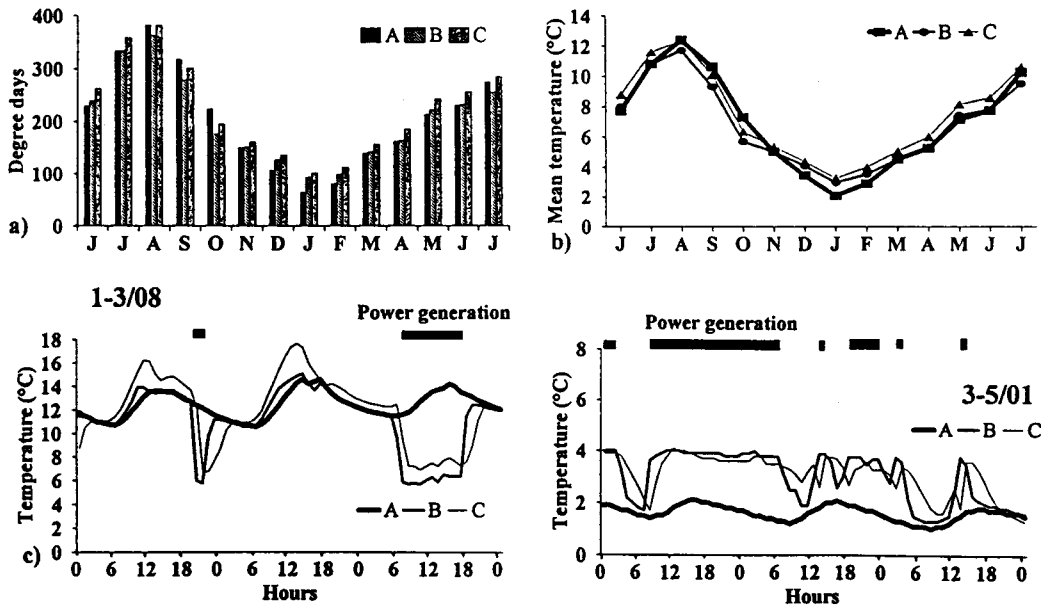 400
300
200
100
0
Degree days
A B C
a)
J J A S O N D J F M A M J J
14
12
10
8
6
4
2
0
Mean temperature (°C)
A B C
b)
J J A S O N D J F M A M J J
1-3/08
Power generation
18
16
14
12
10
8
6
4
2
0
Temperature (°C)
A B C
c)
0 6 12 18 0 6 12 18 0 6 12 18 0
Hours
Power generation
8
6
4
2
0
Temperature (°C)
3-5/01
A B C
0 6 12 18 0 6 12 18 0 6 12 18 0
Hours